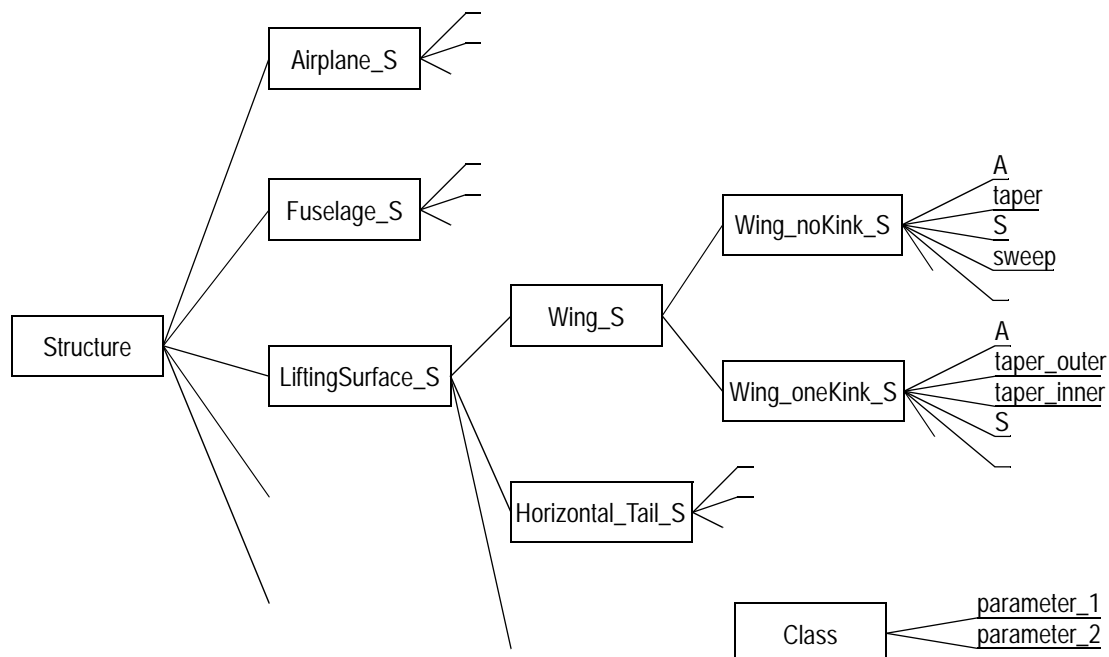 Airplane_S
Fuselage_S
Structure
LiftingSurface_S
Wing_S
Horizontal_Tail_S
Wing_noKink_S
A
taper
S
sweep
Wing_oneKink_S
A
taper_outer
taper_inner
S
Class
parameter_1
parameter_2